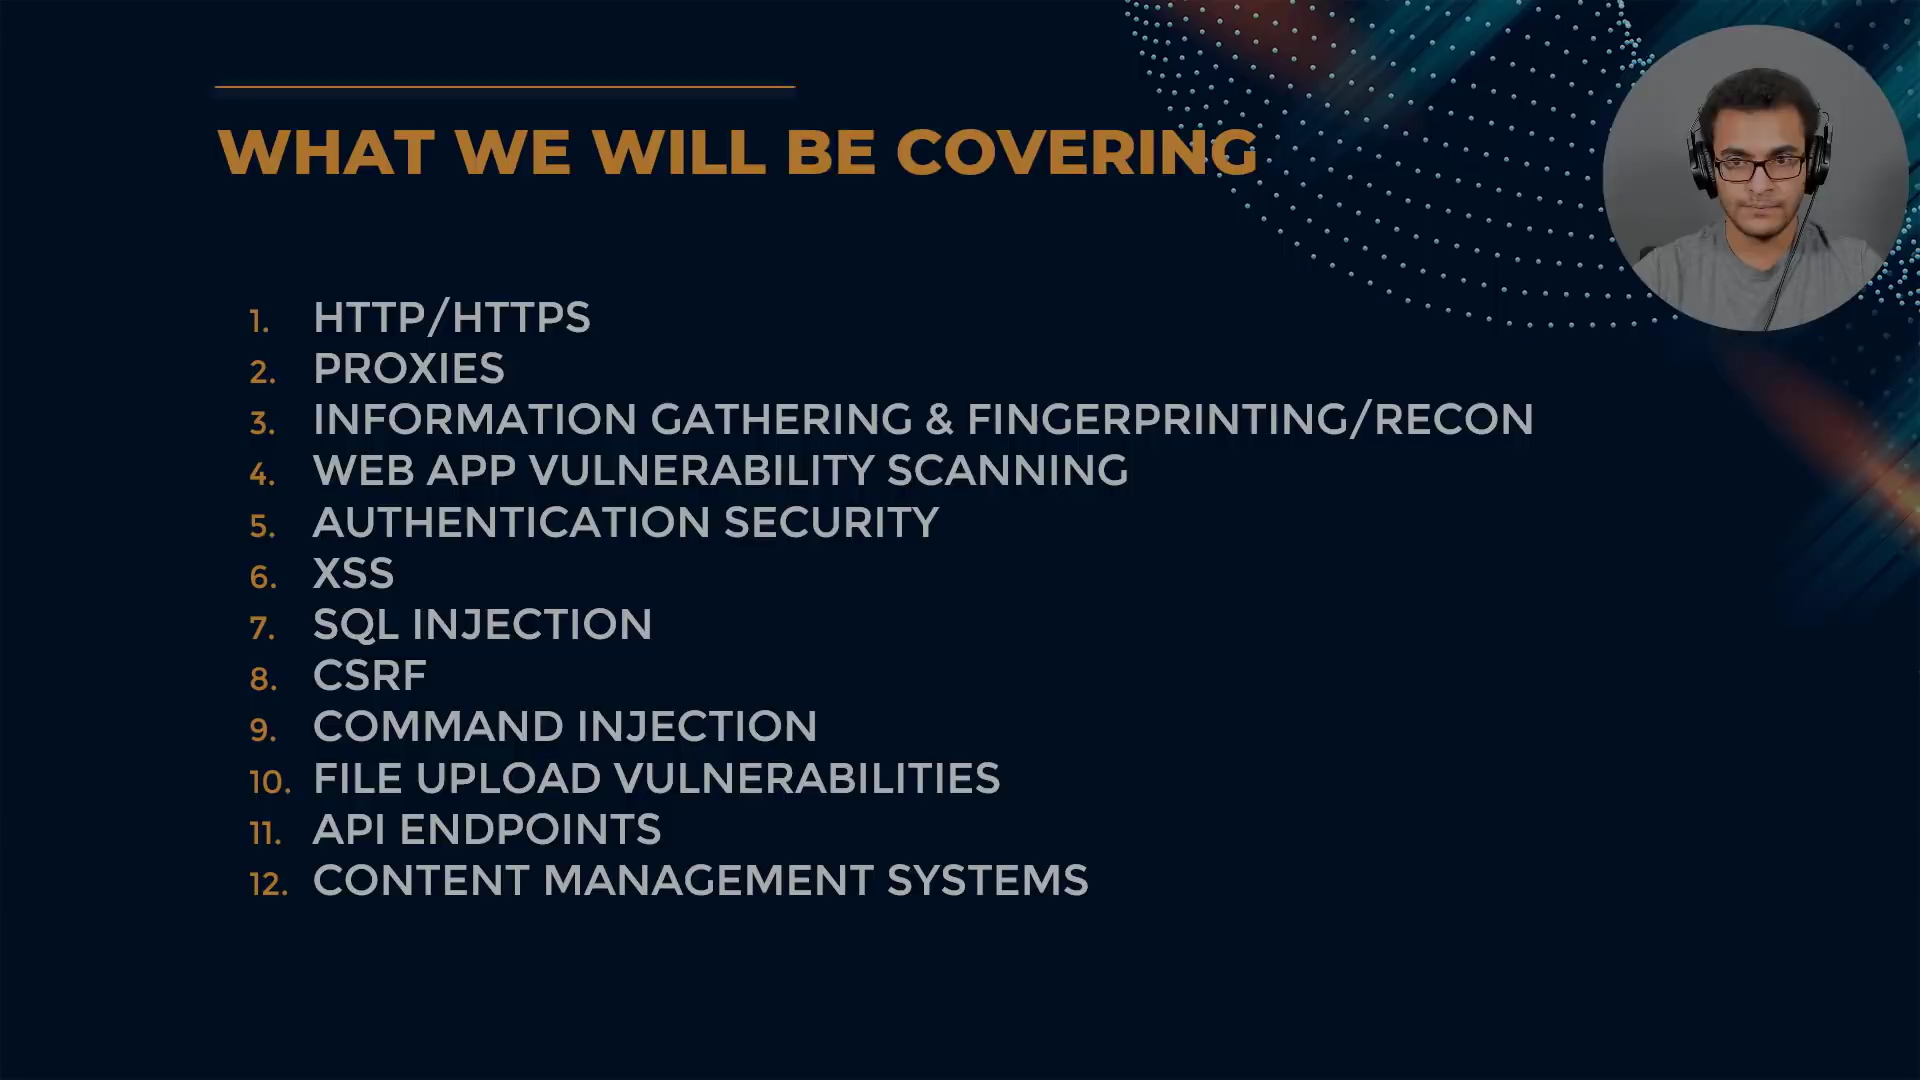 WHAT WE WILL BE COVERING
1. HTTP/HTTPS
2. PROXIES
3. INFORMATION GATHERING & FINGERPRINTING/RECON
4. WEB APP VULNERABILITY SCANNING
5. AUTHENTICATION SECURITY
6. XSS
7. SQL INJECTION
8. CSRF
9. COMMAND INJECTION
10. FILE UPLOAD VULNERABILITIES
11. API ENDPOINTS
12. CONTENT MANAGEMENT SYSTEMS